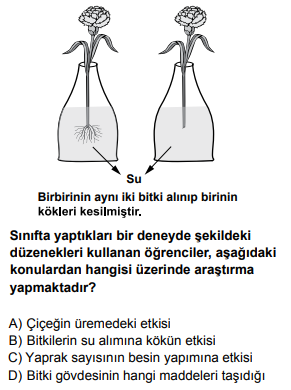 Su
Birbirinin aynı iki bitki alınıp birinin
kökleri kesilmiştir.
Sınıfta yaptıkları bir deneyde şekildeki
düzenekleri kullanan öğrenciler, aşağıdaki
konulardan hangisi üzerinde araştırma
yapmaktadır?
A) Çiçeğin üremedeki etkisi
B) Bitkilerin su alımına kökün etkisi
C) Yaprak sayısının besin yapımına etkisi
D) Bitki gövdesinin hangi maddeleri taşıdığı